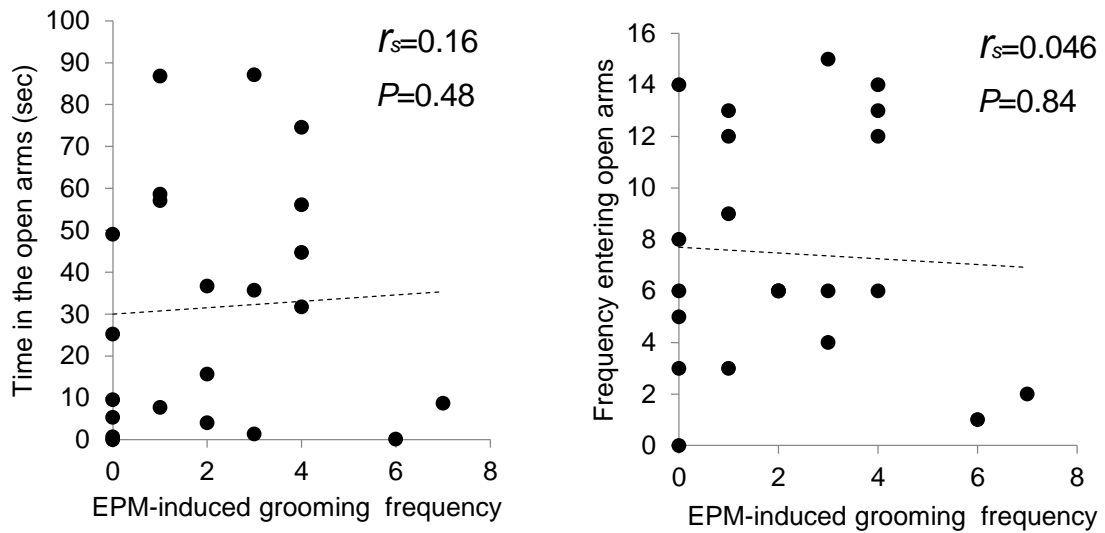 Time in the open arms (sec)
100
90
80
70
60
50
40
30
20
10
0
rs=0.16
P=0.48
0 2 4 6 8
EPM-induced grooming frequency
Frequency entering open arms
16
14
12
10
8
6
4
2
0
rs=0.046
P=0.84
0 2 4 6 8
EPM-induced grooming frequency